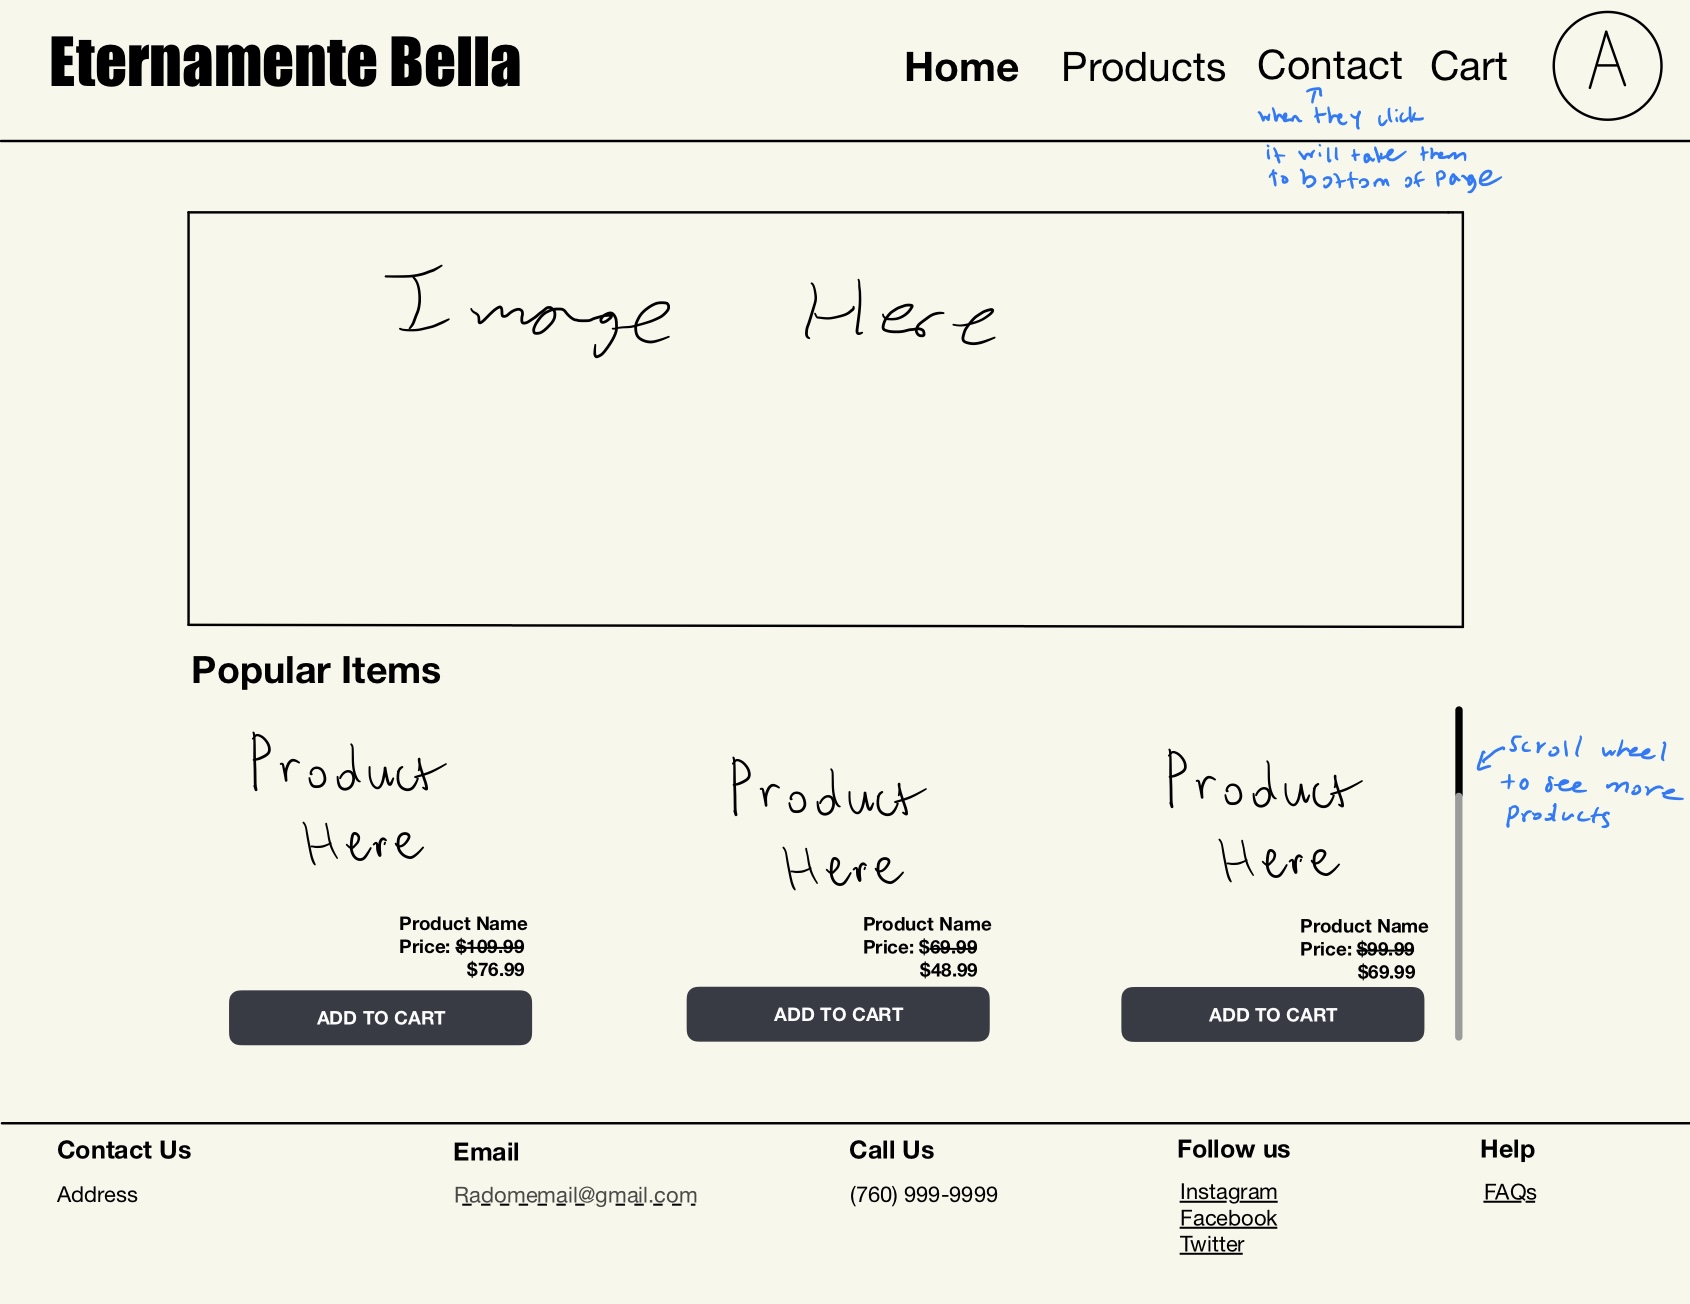 Eternamente Bella
Home Products Contact Cart A
when they click
it will take them
to bottom of page
Image Here
Popular Items
Product
Here
Product Name
Price: $109.99
$76.99
ADD TO CART
Product
Here
Product Name
Price: $69.99
$48.99
ADD TO CART
Product
Here
Product Name
Price: $99.99
$69.99
ADD TO CART
scroll wheel
to see more
products
Contact Us
Address
Email
Radomemail@gmail.com
Call Us
(760) 999-9999
Follow us
Instagram
Facebook
Twitter
Help
FAQs